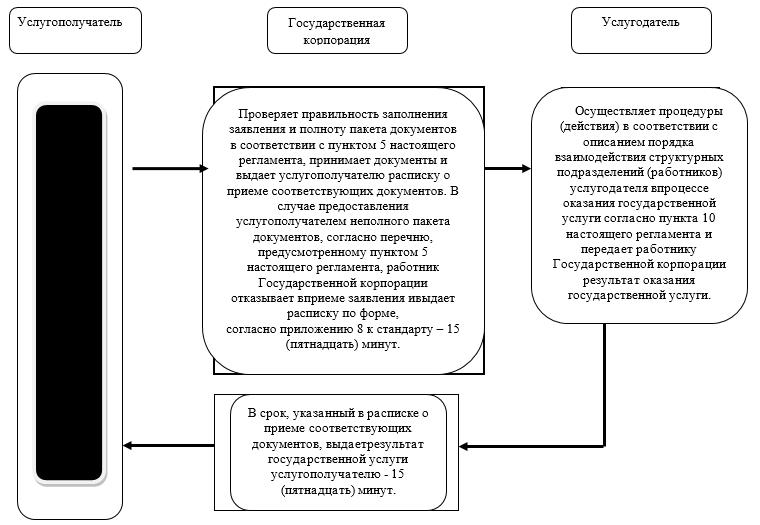 Услугополучатель
Государственная
корпорация
Услугодатель
Проверяет правильность заполнения
заявления и полноту пакета документов
в соответствии с пунктом 5 настоящего
регламента, принимает документы и
выдает услугополучателю расписку о
приеме соответствующих документов. В
случае предоставления
услугополучателем неполного пакета
документов, согласно перечню,
предусмотренному пунктом 5
настоящего регламента, работник
Государственной корпорации
отказывает вприеме заявления ивыдает
расписку по форме,
согласно приложению 8 к стандарту – 15
(пятнадцать) минут.
Осуществляет процедуры
(действия) в соответствии с
описанием порядка
взаимодействия структурных
подразделений (работников)
услугодателя впроцессе
оказания государственной
услуги согласно пункта 10
настоящего регламента и
передает работнику
Государственной корпорации
результат оказания
государственной услуги.
В срок, указанный в расписке о
приеме соответствующих
документов, выдаетрезультат
государственной услуги
услугополучателю - 15
(пятнадцать) минут.